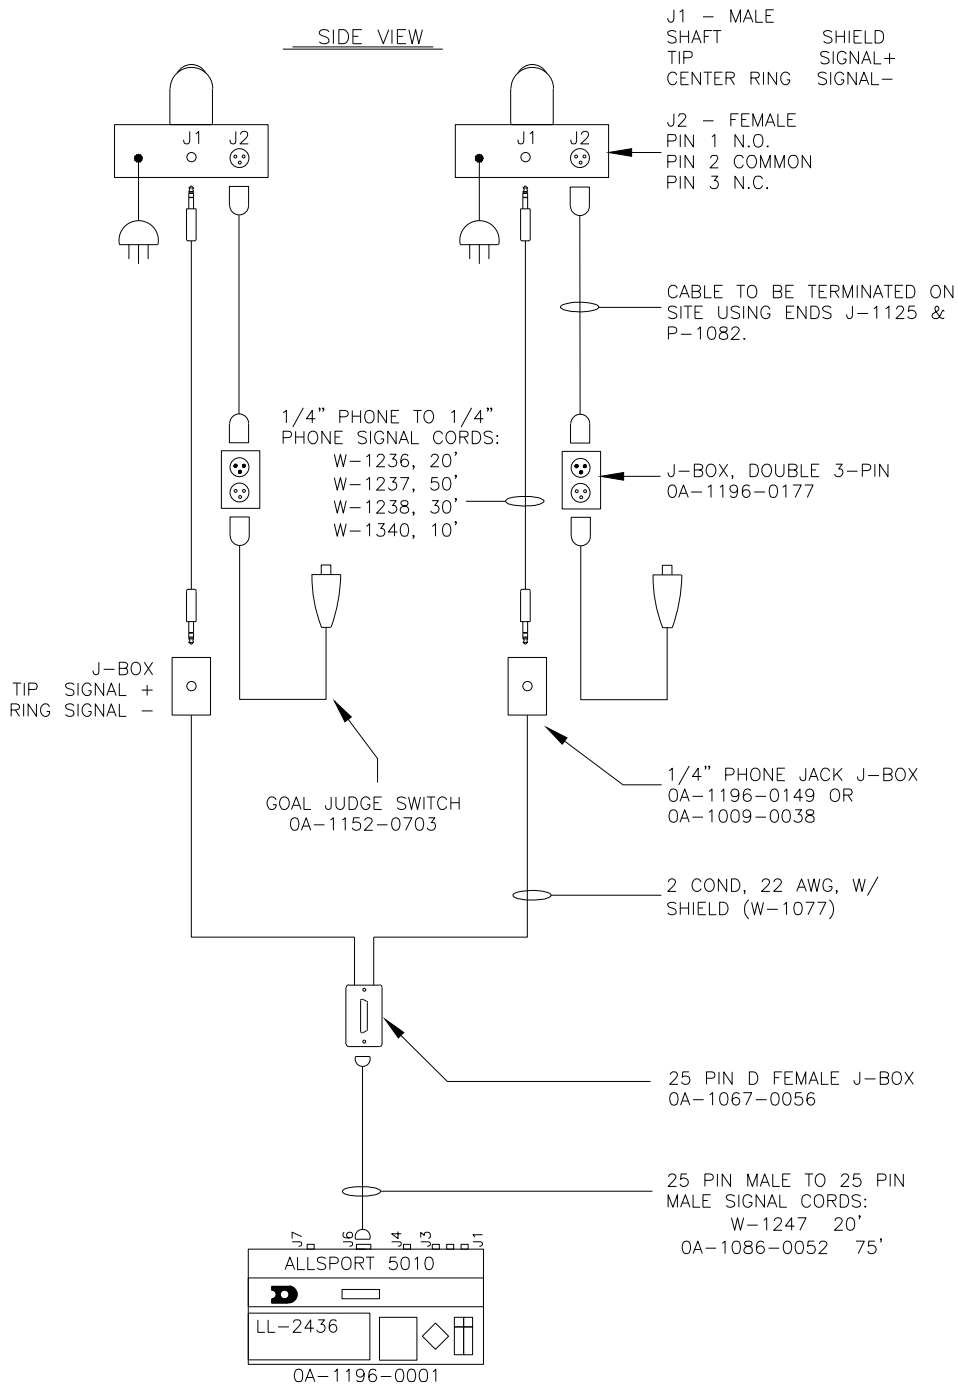 SIDE VIEW
J1 – MALE
SHAFT SHIELD
TIP SIGNAL+
CENTER RING SIGNAL–
J2 – FEMALE
PIN 1 N.O.
PIN 2 COMMON
PIN 3 N.C.
J1 J2
J1 J2
CABLE TO BE TERMINATED ON
SITE USING ENDS J–1125 &
P–1082.
1/4" PHONE TO 1/4"
PHONE SIGNAL CORDS:
W–1236, 20'
W–1237, 50'
W–1238, 30'
W–1340, 10'
J–BOX, DOUBLE 3–PIN
0A–1196–0177
J–BOX
TIP SIGNAL +
RING SIGNAL –
GOAL JUDGE SWITCH
0A–1152–0703
1/4" PHONE JACK J–BOX
0A–1196–0149 OR
0A–1009–0038
2 COND, 22 AWG, W/
SHIELD (W–1077)
25 PIN D FEMALE J–BOX
0A–1067–0056
25 PIN MALE TO 25 PIN
MALE SIGNAL CORDS:
W–1247 20'
0A–1086–0052 75'
J7 J6 J4 J3 J1
ALLSPORT 5010
LL–2436
0A–1196–0001